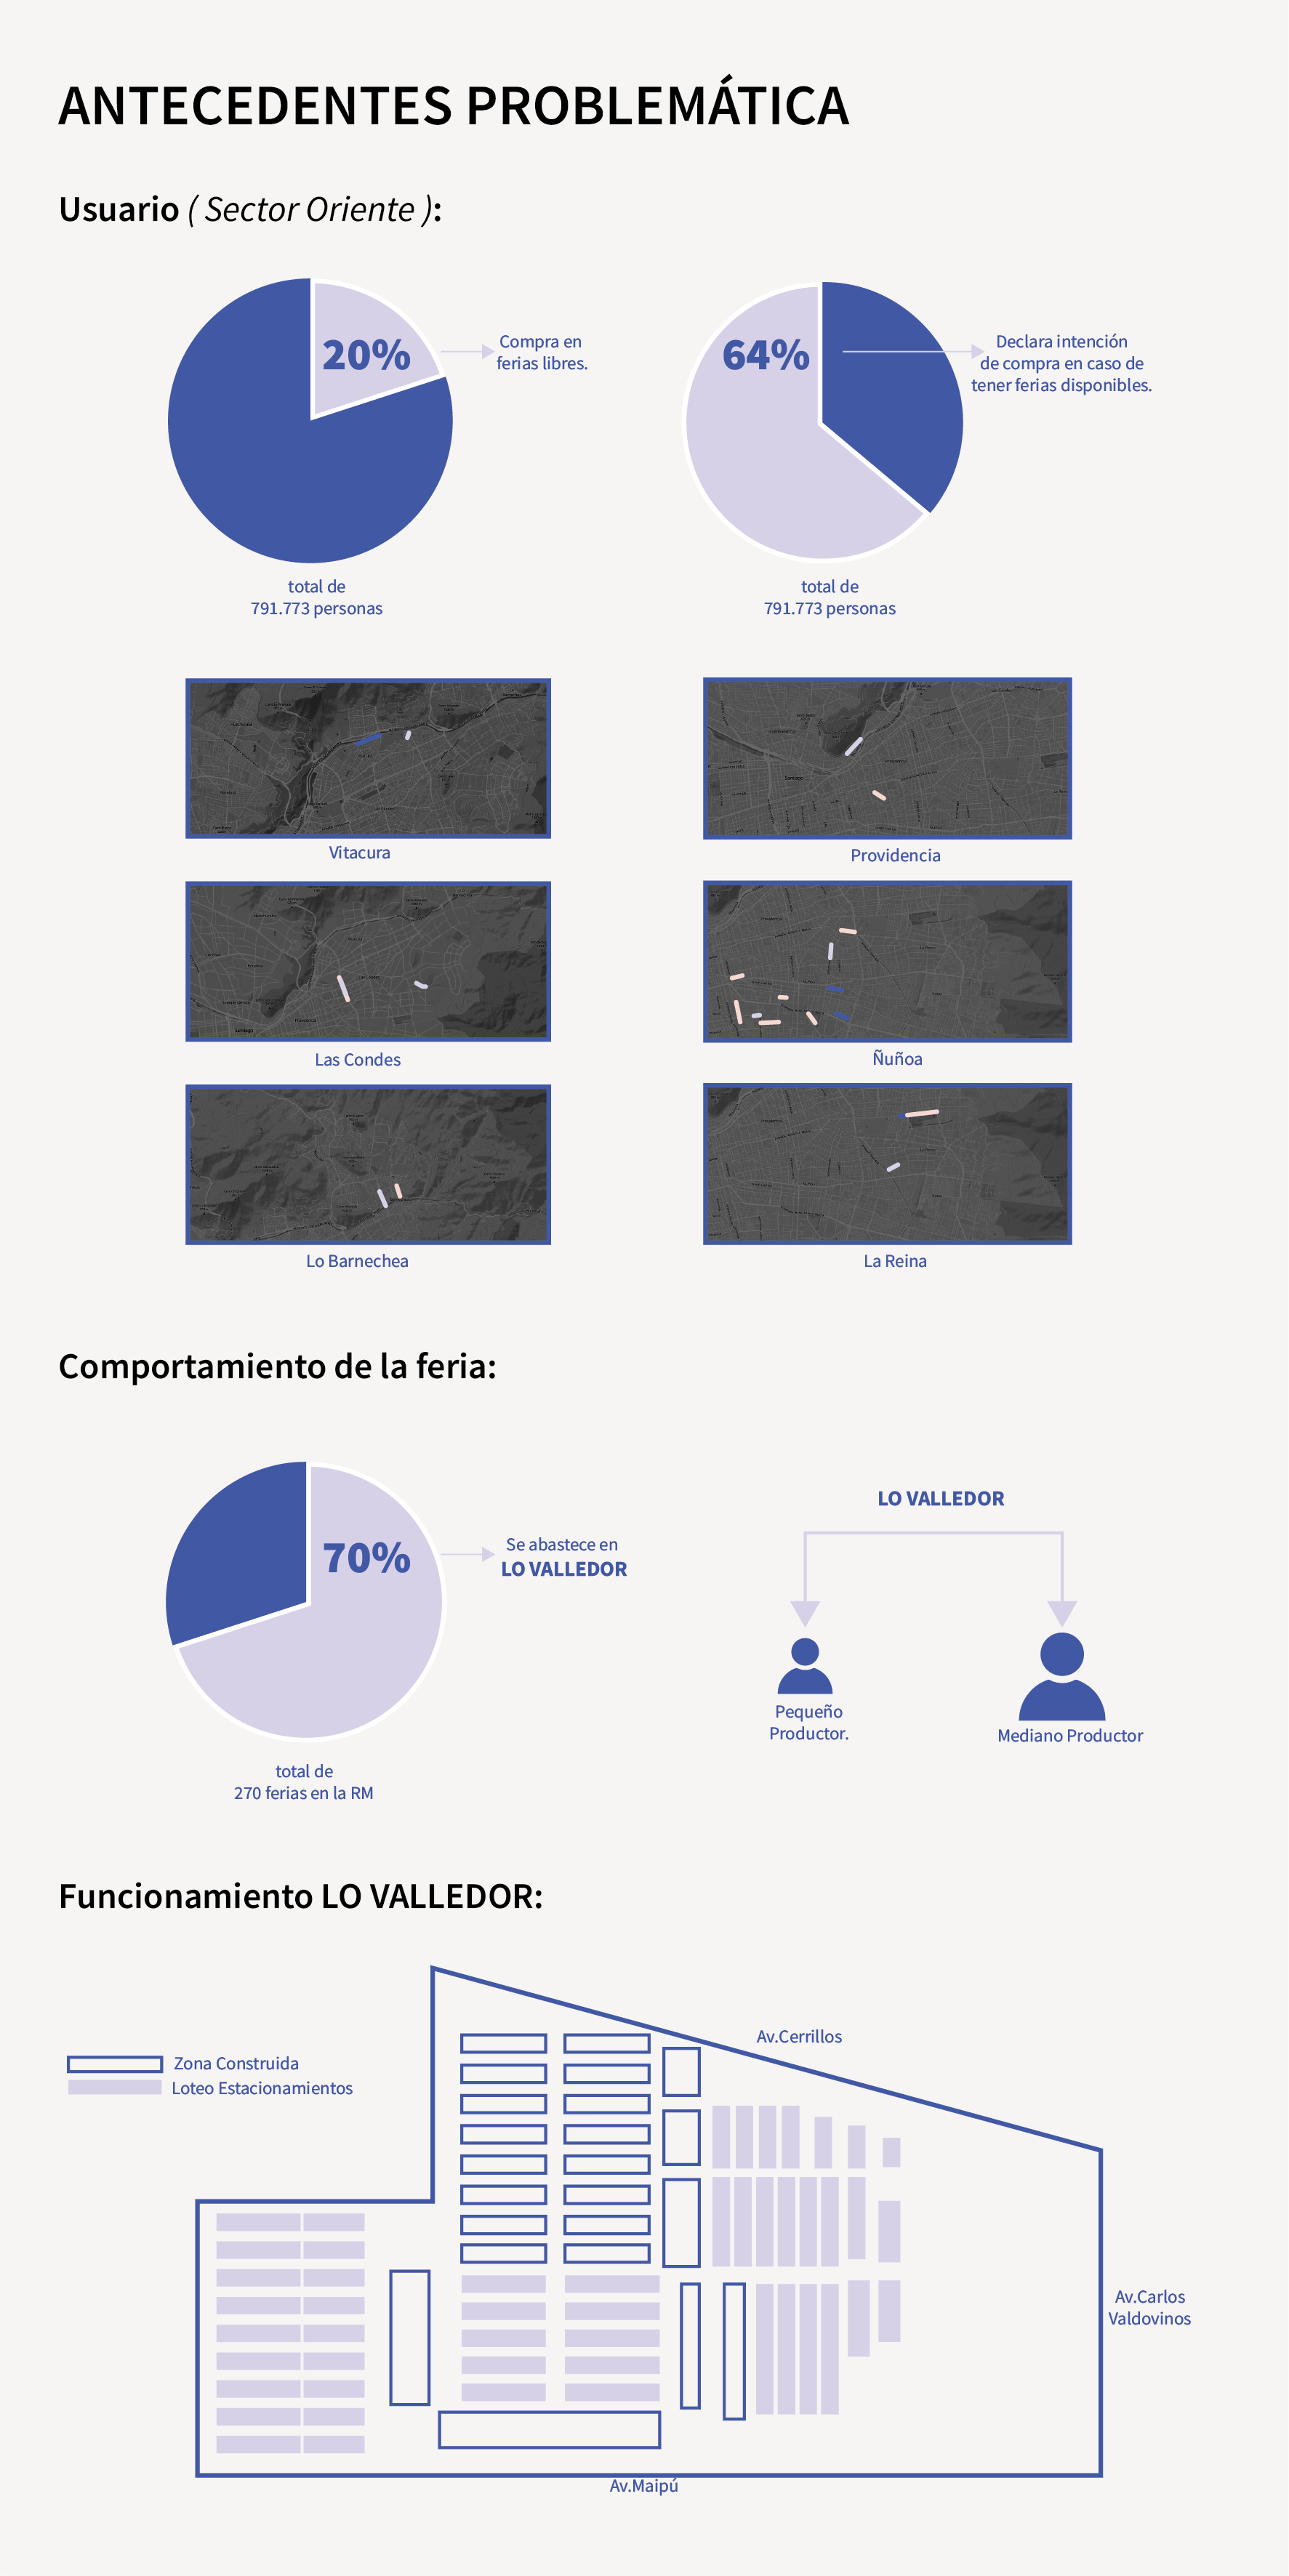 ANTECEDENTES PROBLEMÁTICA
Usuario ( Sector Oriente ):
20%
Compra en
ferias libres.
total de
791.773 personas
64%
Declara intención
de compra en caso de
tener ferias disponibles.
total de
791.773 personas
Vitacura
Santiago
Providencia
Las Condes
Ñuñoa
Lo Barnechea
La Reina
Comportamiento de la feria:
70%
Se abastece en
LO VALLEDOR
total de
270 ferias en la RM
LO VALLEDOR
Pequeño
Productor.
Mediano Productor
Funcionamiento LO VALLEDOR:
Zona Construida
Loteo Estacionamientos
Av.Cerrillos
Av.Carlos
Valdovinos
Av.Maipú